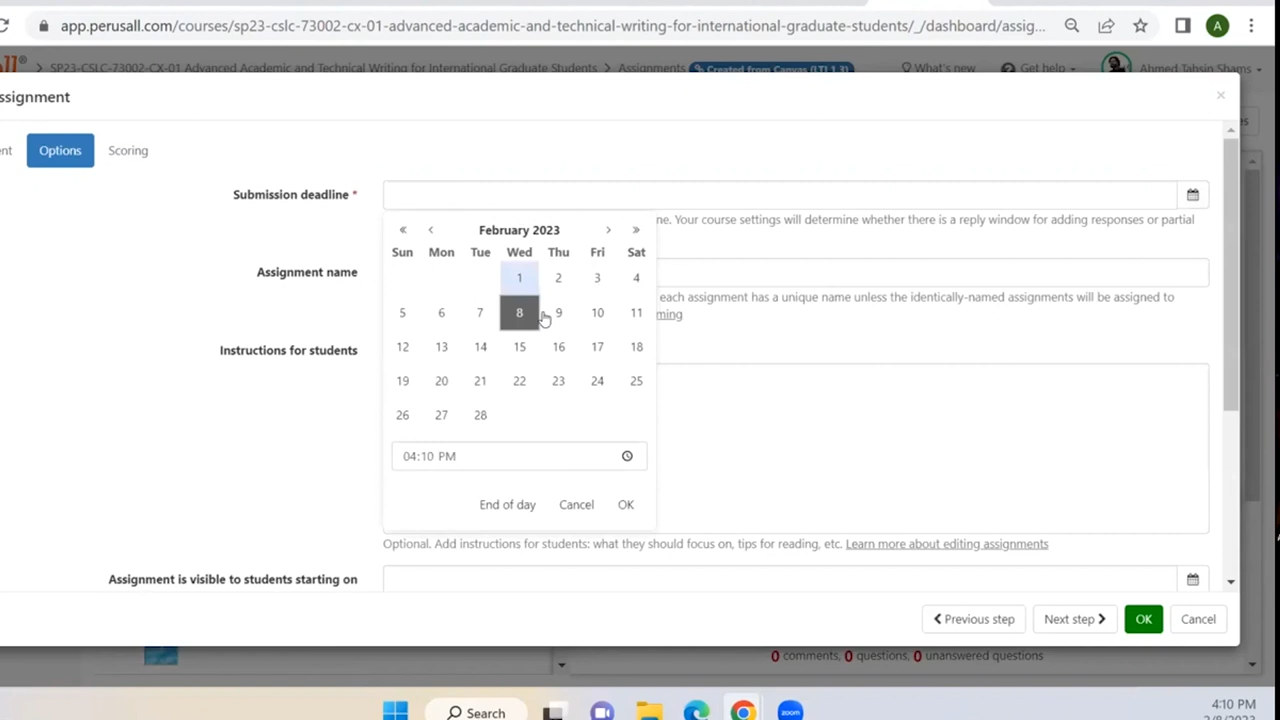 app.perusall.com/courses/sp23-cslc-73002-cx-01-advanced-academic-and-technical-writing-for-international-graduate-students/_/dashboard/assig...
A
all®
SP23-CSLC-73002-CX-01 Advanced Academic and Technical Writing for International Graduate Students
Assignments
Created from Canvas (LTI 1.3)
What's new
Get help
Ahmed Tahsin Shams
ssignment
×
es
nt
Options
Scoring
Submission deadline *
ne. Your course settings will determine whether there is a reply window for adding responses or partial
« ‹ February 2023 › »
Sun Mon Tue Wed Thu Fri Sat
1 2 3 4
5 6 7 8 9 10 11
12 13 14 15 16 17 18
19 20 21 22 23 24 25
26 27 28
04:10 PM
End of day Cancel OK
Assignment name
each assignment has a unique name unless the identically-named assignments will be assigned to
ming
Instructions for students
Optional. Add instructions for students: what they should focus on, tips for reading, etc. Learn more about editing assignments
Assignment is visible to students starting on
Previous step
Next step
OK
Cancel
0 comments, 0 questions, 0 unanswered questions
Search
zoom
4:10 PM
2/8/2023